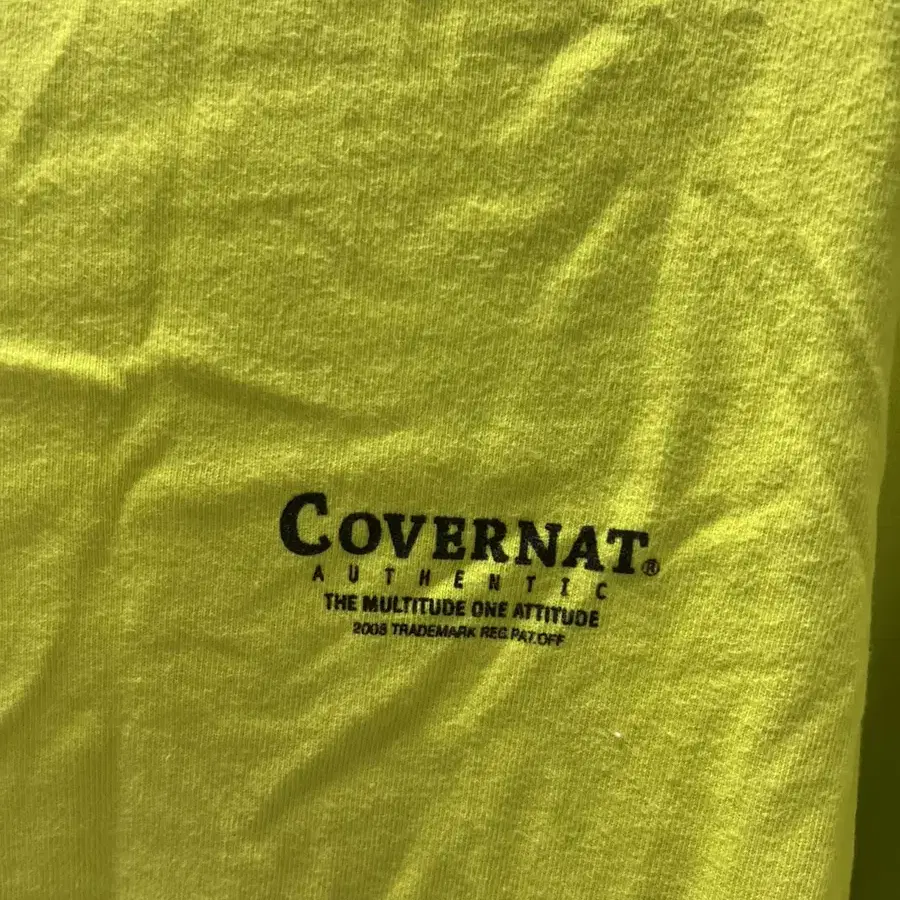 COVERNAT®
AUTHENTIC
THE MULTITUDE ONE ATTITUDE
2008 TRADEMARK REG. PAT. OFF